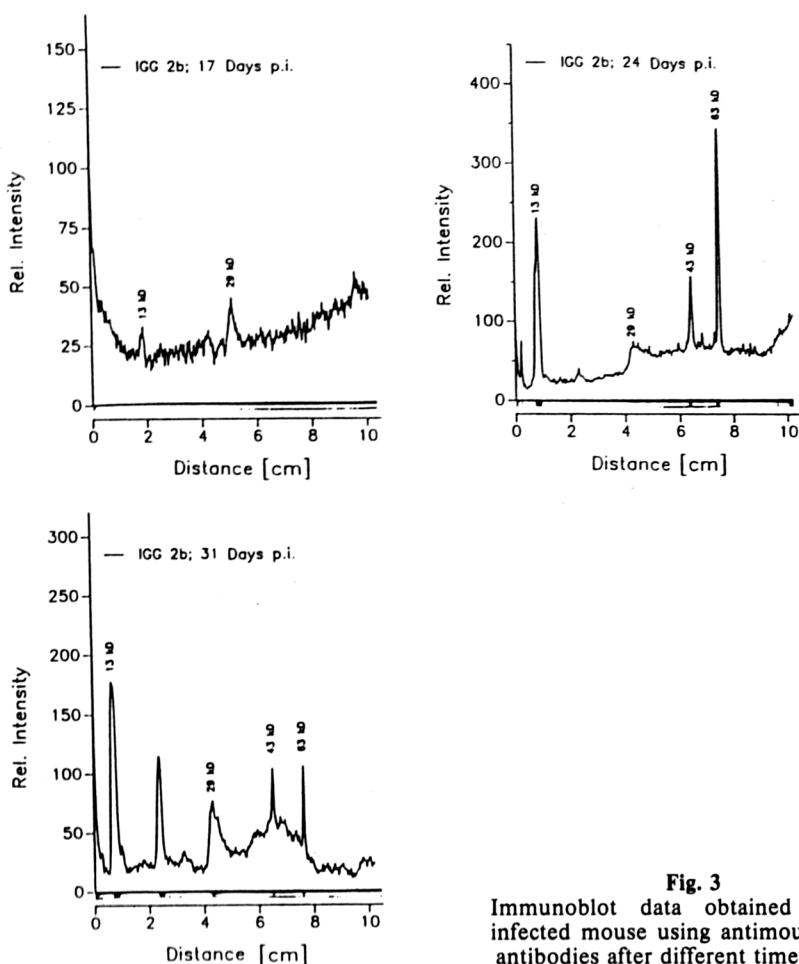 IGG 2b; 17 Days p.i.
150
125
100
75
50
25
0
Rel. Intensity
13 kD
29 kD
0 2 4 6 8 10
Distance [cm]
IGG 2b; 24 Days p.i.
400
300
200
100
0
Rel. Intensity
13 kD
29 kD
43 kD
63 kD
0 2 4 6 8 10
Distance [cm]
IGG 2b; 31 Days p.i.
300
250
200
150
100
50
0
Rel. Intensity
13 kD
29 kD
43 kD
63 kD
0 2 4 6 8 10
Distance [cm]
Fig. 3
Immunoblot data obtained
infected mouse using antimou
antibodies after different time